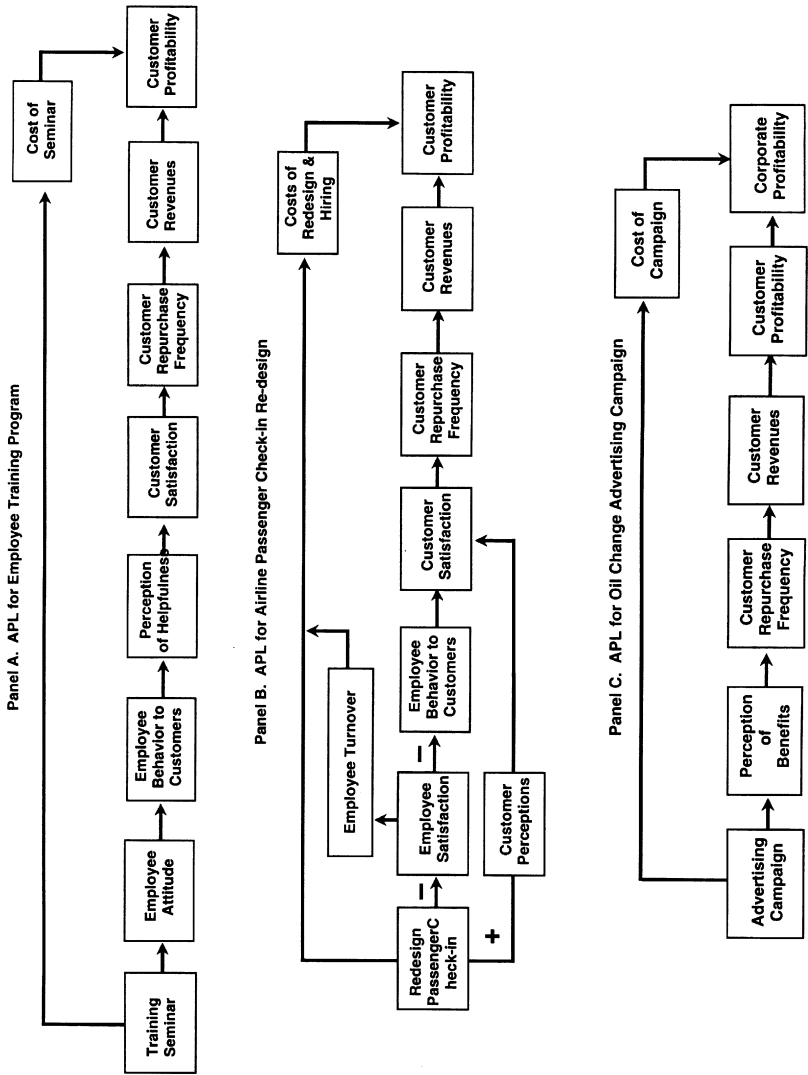 Panel A. APL for Employee Training Program
Cost of
Seminar
Training
Seminar
Employee
Attitude
Employee
Behavior to
Customers
Perception
of Helpfulness
Customer
Satisfaction
Customer
Repurchase
Frequency
Customer
Revenues
Customer
Profitability
Panel B. APL for Airline Passenger Check-in Re-design
Costs of
Redesign &
Hiring
Employee Turnover
Redesign
PassengerC
heck-in
–
Employee
Satisfaction
–
Employee
Behavior to
Customers
Customer
Satisfaction
Customer
Repurchase
Frequency
Customer
Revenues
Customer
Profitability
+
Customer
Perceptions
Panel C. APL for Oil Change Advertising Campaign
Cost of
Campaign
Advertising
Campaign
Perception
of
Benefits
Customer
Repurchase
Frequency
Customer
Revenues
Customer
Profitability
Corporate
Profitability